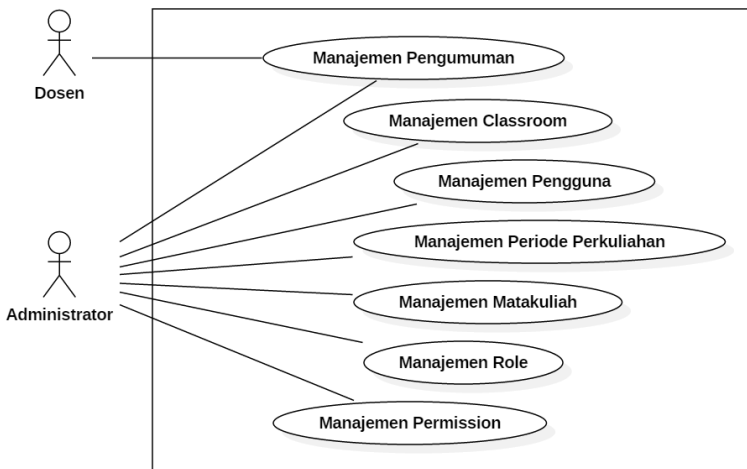 Manajemen Pengumuman
Dosen
Manajemen Classroom
Manajemen Pengguna
Manajemen Periode Perkuliahan
Manajemen Matakuliah
Administrator
Manajemen Role
Manajemen Permission